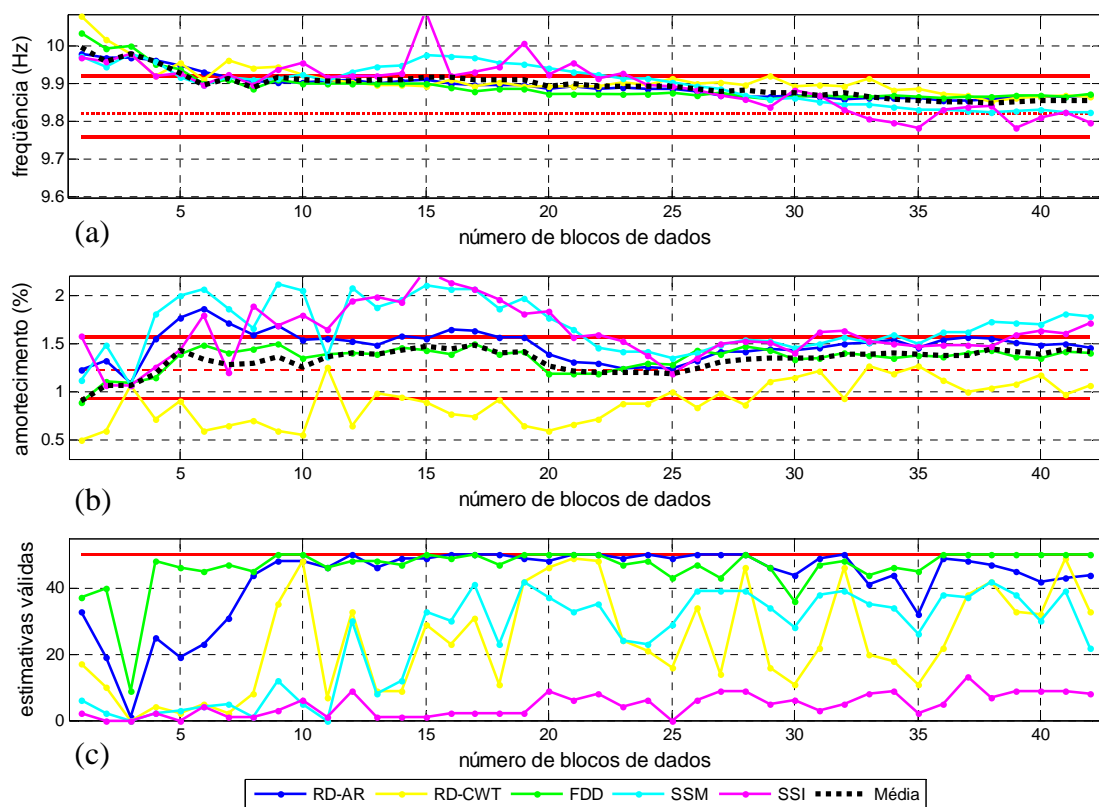 10
9.9
9.8
9.7
9.6
freqüência (Hz)
5 10 15 20 25 30 35 40
(a)
número de blocos de dados
2
1.5
1
0.5
amortecimento (%)
5 10 15 20 25 30 35 40
(b)
número de blocos de dados
40
20
0
estimativas válidas
5 10 15 20 25 30 35 40
(c)
número de blocos de dados
RD-AR RD-CWT FDD SSM SSI Média